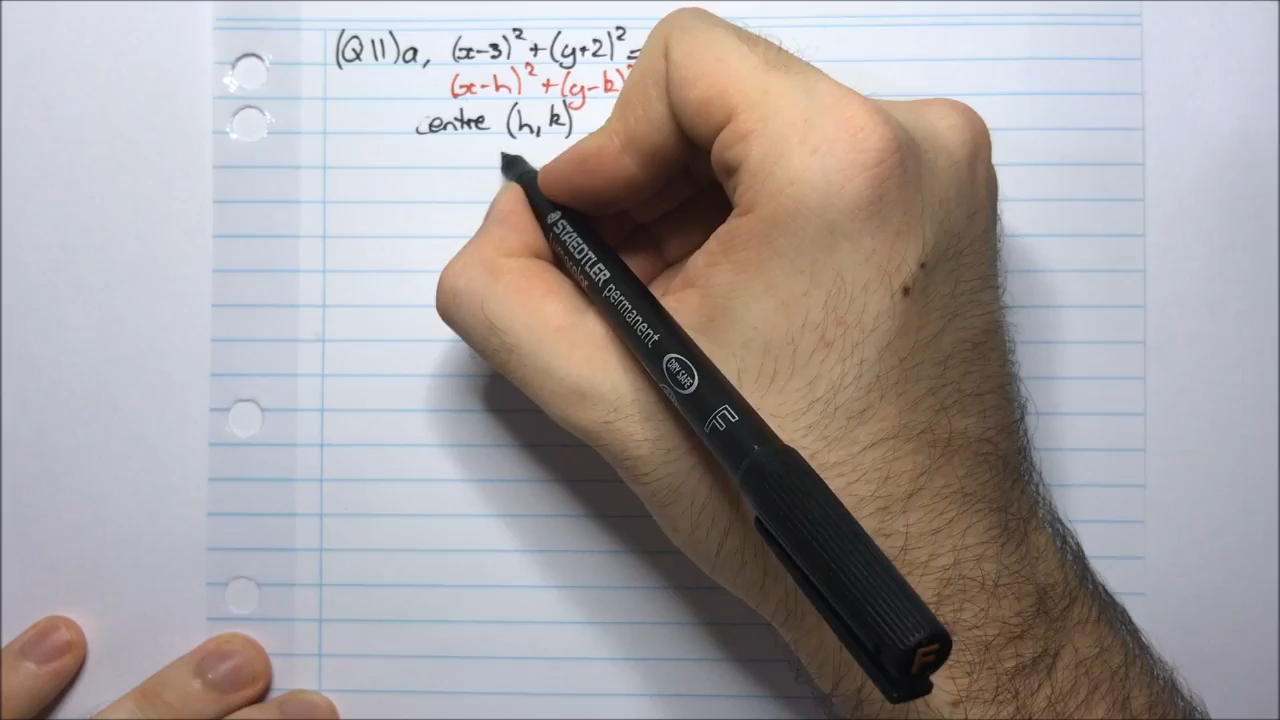 (Q11)a, (x-3)² + (y+2)² =
(x-h)² + (y-k)²
centre (h, k)
STAEDTLER permanent
DRY SAFE
F
F